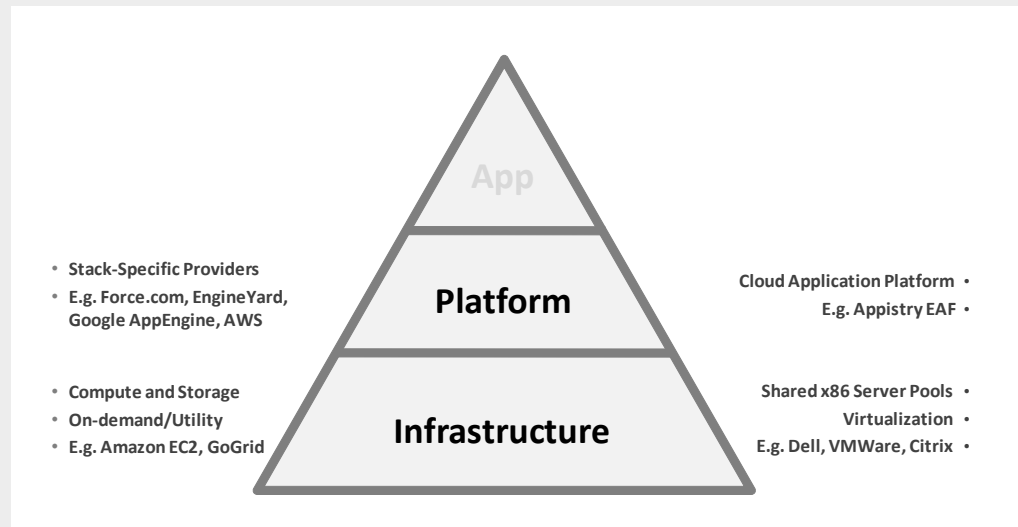 App
• Stack-Specific Providers
• E.g. Force.com, EngineYard,
Google AppEngine, AWS
Platform
Cloud Application Platform •
E.g. Appistry EAF •
• Compute and Storage
• On-demand/Utility
• E.g. Amazon EC2, GoGrid
Infrastructure
Shared x86 Server Pools •
Virtualization •
E.g. Dell, VMWare, Citrix •